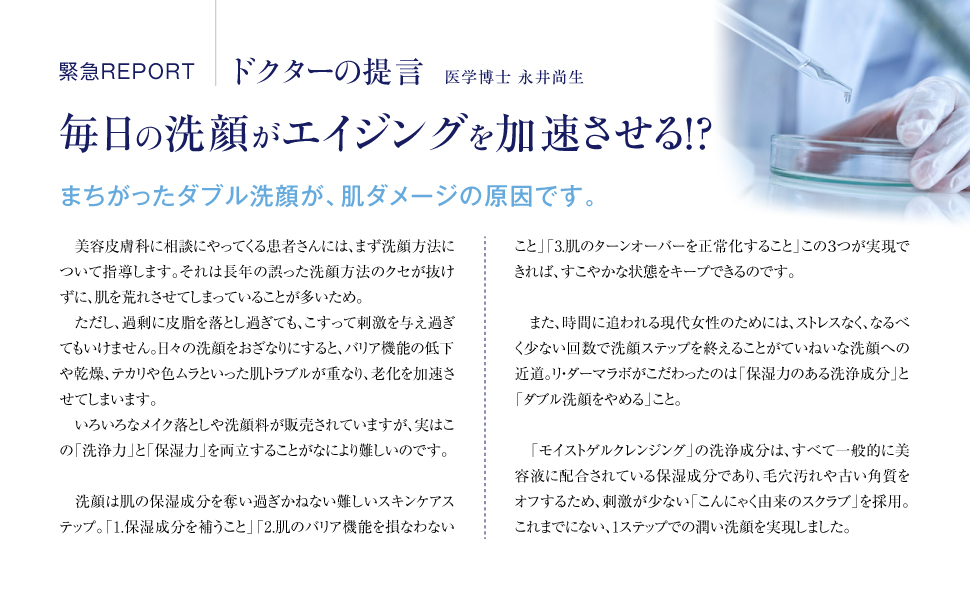 緊急REPORT ドクターの提言 医学博士 永井尚生
毎日の洗顔がエイジングを加速させる!?
まちがったダブル洗顔が、肌ダメージの原因です。
美容皮膚科に相談にやってくる患者さんには、まず洗顔方法に
ついて指導します。それは長年の誤った洗顔方法のクセが抜け
ずに、肌を荒れさせてしまっていることが多いため。
ただし、過剰に皮脂を落とし過ぎても、こすって刺激を与え過ぎ
てもいけません。日々の洗顔をおざなりにすると、バリア機能の低下
や乾燥、テカリや色ムラといった肌トラブルが重なり、老化を加速さ
せてしまいます。
いろいろなメイク落としや洗顔料が販売されていますが、実はこ
の「洗浄力」と「保湿力」を両立することがなにより難しいのです。
洗顔は肌の保湿成分を奪い過ぎかねない難しいスキンケアス
テップ。「1.保湿成分を補うこと」「2.肌のバリア機能を損なわない
こと」「3.肌のターンオーバーを正常化すること」この3つが実現で
きれば、すこやかな状態をキープできるのです。
また、時間に追われる現代女性のためには、ストレスなく、なるべ
く少ない回数で洗顔ステップを終えることがていねいな洗顔への
近道。リ・ダーマラボがこだわったのは「保湿力のある洗浄成分」と
「ダブル洗顔をやめる」こと。
「モイストゲルクレンジング」の洗浄成分は、すべて一般的に美
容液に配合されている保湿成分であり、毛穴汚れや古い角質を
オフするため、刺激が少ない「こんにゃく由来のスクラブ」を採用。
これまでにない、1ステップでの潤い洗顔を実現しました。